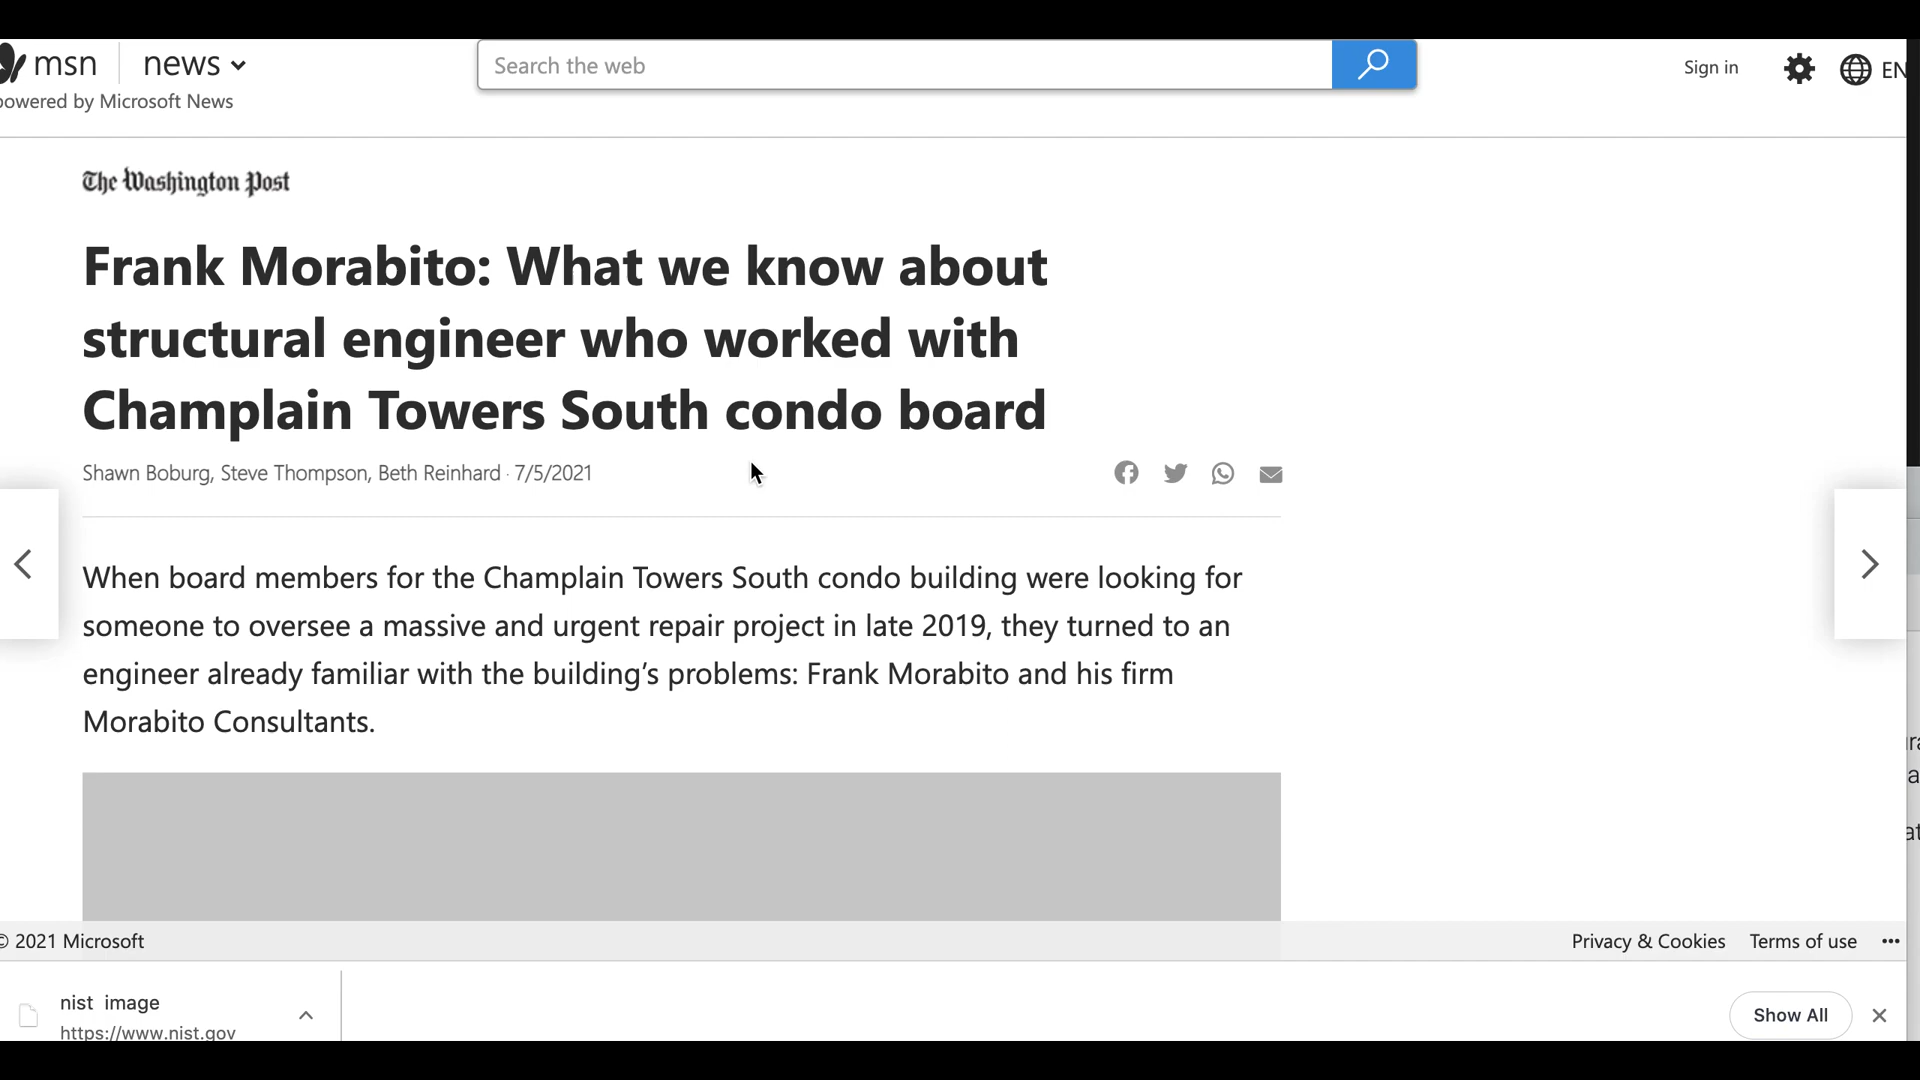 msn news
powered by Microsoft News
Search the web
Sign in
EN
The Washington Post
Frank Morabito: What we know about
structural engineer who worked with
Champlain Towers South condo board
Shawn Boburg, Steve Thompson, Beth Reinhard · 7/5/2021
When board members for the Champlain Towers South condo building were looking for
someone to oversee a massive and urgent repair project in late 2019, they turned to an
engineer already familiar with the building’s problems: Frank Morabito and his firm
Morabito Consultants.
© 2021 Microsoft
Privacy & Cookies Terms of use ...
nist image
https://www.nist.gov
Show All